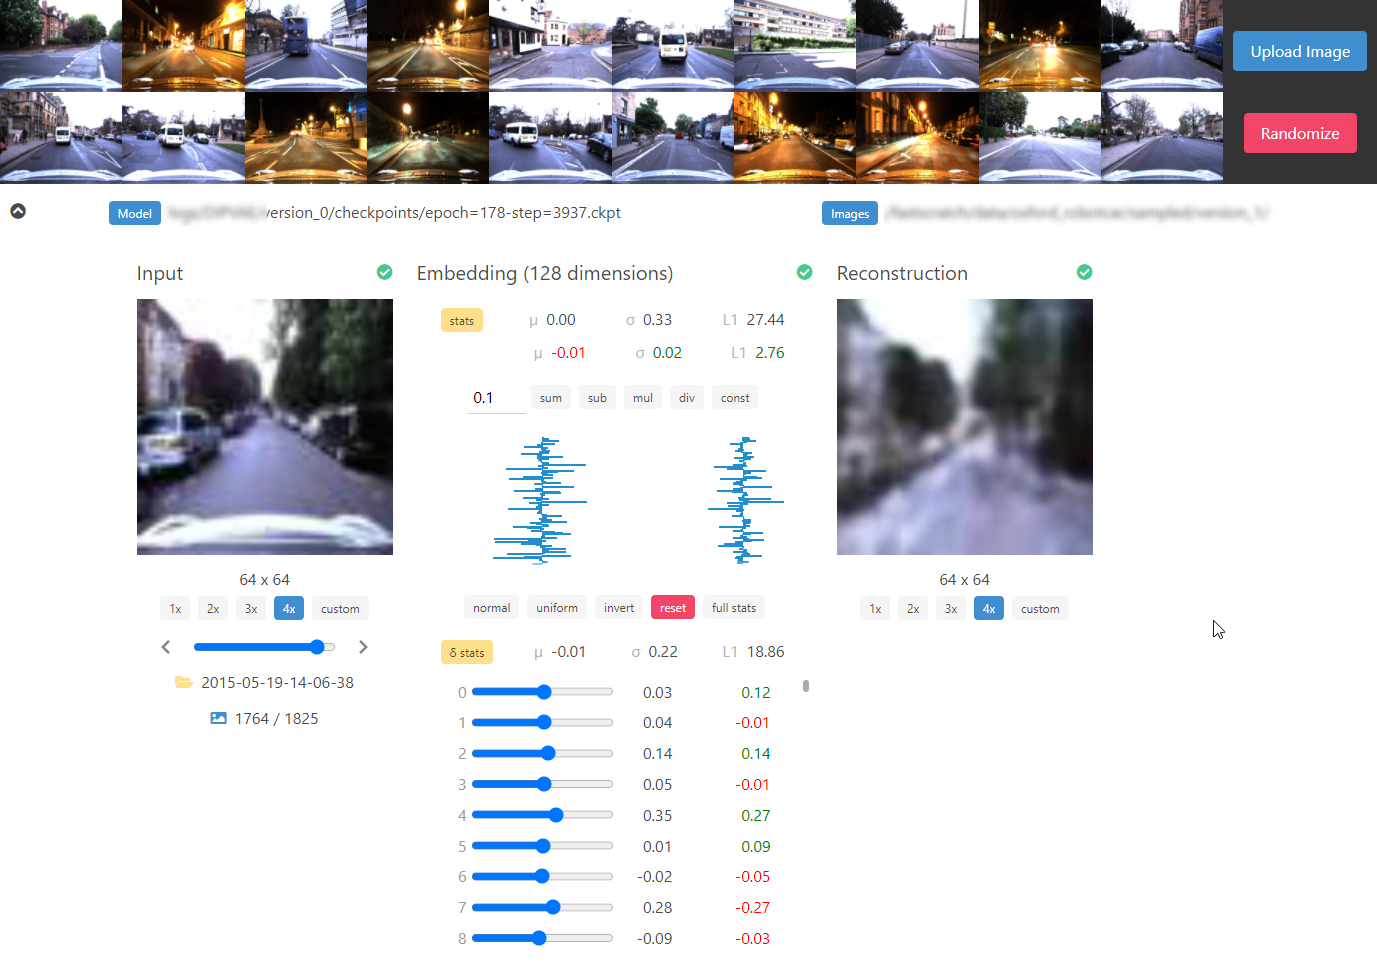 Upload Image
Randomize
Model version_0/checkpoints/epoch=178-step=3937.ckpt Images
Input Embedding (128 dimensions) Reconstruction
stats μ 0.00 σ 0.33 L1 27.44
μ -0.01 σ 0.02 L1 2.76
0.1 sum sub mul div const
64 x 64 64 x 64
1x 2x 3x 4x custom normal uniform invert reset full stats 1x 2x 3x 4x custom
δ stats μ -0.01 σ 0.22 L1 18.86
2015-05-19-14-06-38
1764 / 1825
0 0.03 0.12
1 0.04 -0.01
2 0.14 0.14
3 0.05 -0.01
4 0.35 0.27
5 0.01 0.09
6 -0.02 -0.05
7 0.28 -0.27
8 -0.09 -0.03